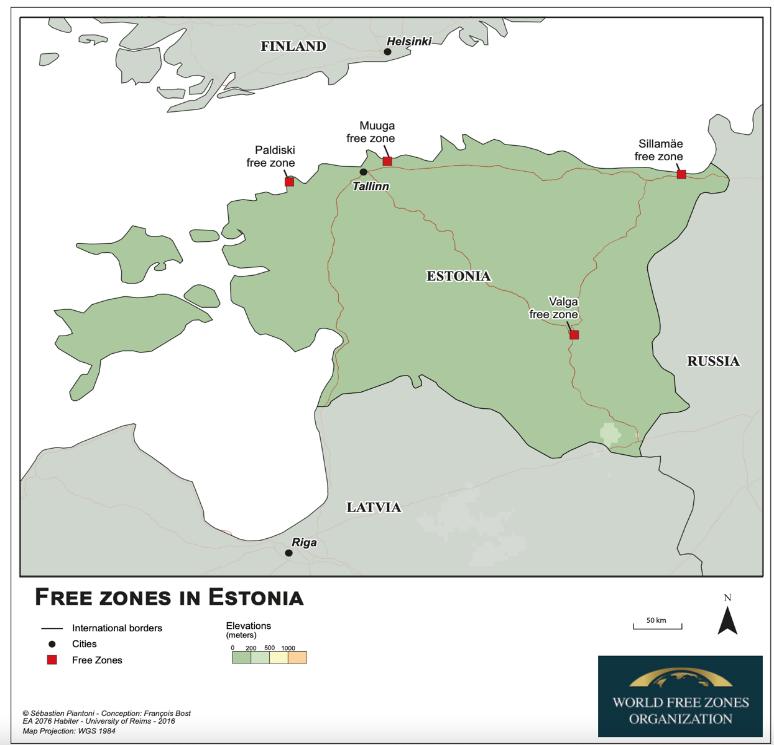 FINLAND
Helsinki
Muuga
free zone
Paldiski
free zone
Sillamäe
free zone
Tallinn
ESTONIA
Valga
free zone
RUSSIA
LATVIA
Riga
FREE ZONES IN ESTONIA
International borders
Cities
Free Zones
Elevations
(meters)
0 200 500 1000
50 km
N
© Sébastien Piantoni - Conception: François Bost
EA 2076 Habiter - University of Reims - 2016
Map Projection: WGS 1984
WORLD FREE ZONES
ORGANIZATION